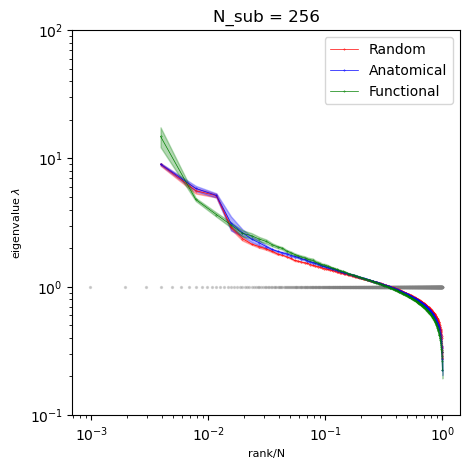 N_sub = 256
Random
Anatomical
Functional
eigenvalue λ
10²
10¹
10⁰
10⁻¹
10⁻³
10⁻²
10⁻¹
10⁰
rank/N